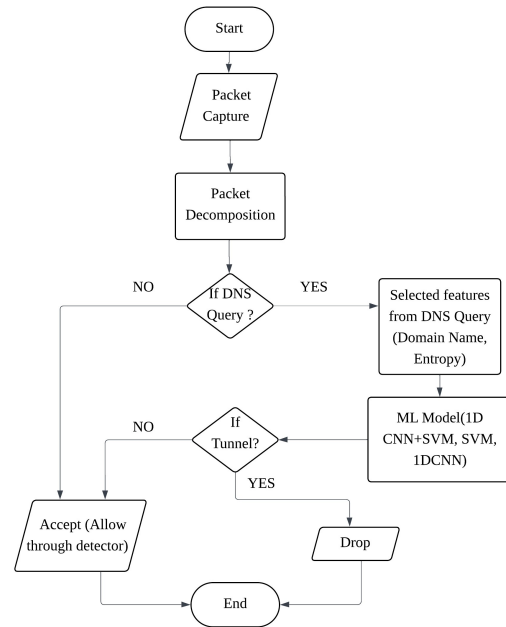 Start
Packet
Capture
Packet
Decomposition
NO
If DNS
Query ?
YES
Selected features
from DNS Query
(Domain Name,
Entropy)
ML Model(1D
CNN+SVM, SVM,
1DCNN)
NO
If
Tunnel?
YES
Accept (Allow
through detector)
Drop
End